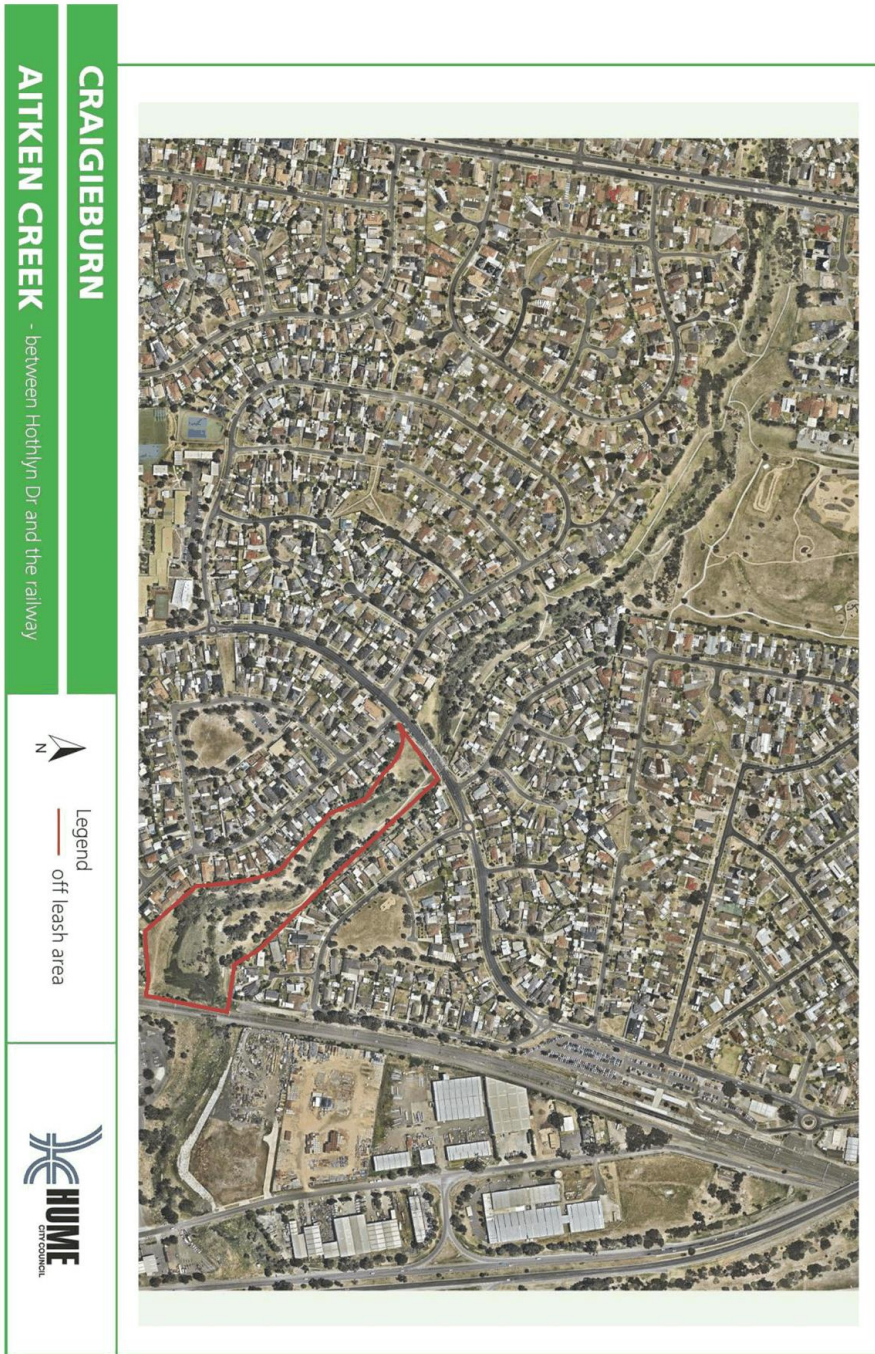 CRAIGIEBURN
AITKEN CREEK - between Hothlyn Dr and the railway
N
Legend
off leash area
HUME
CITY COUNCIL